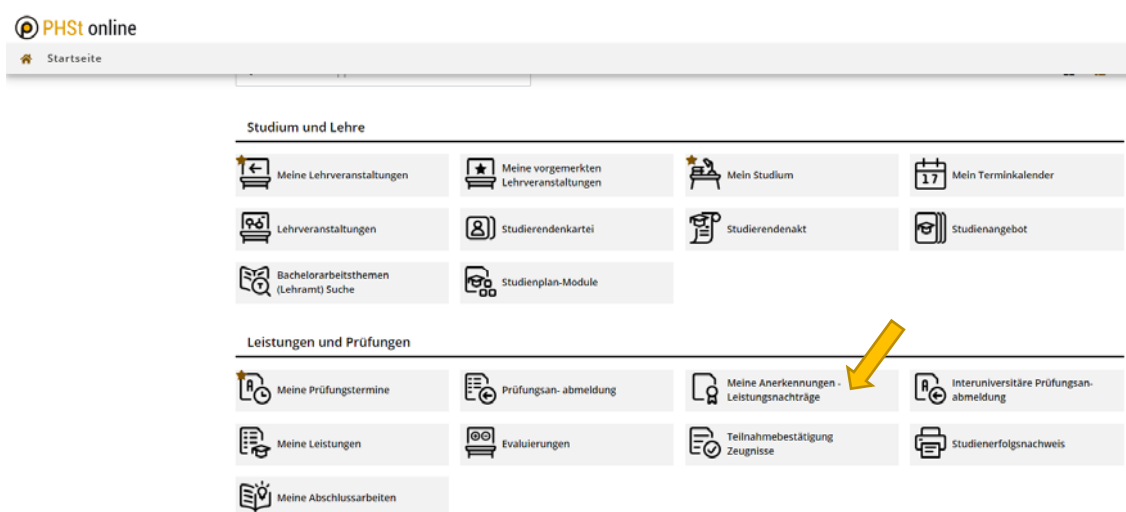 PHSt online
Startseite
Studium und Lehre
Meine Lehrveranstaltungen
Meine vorgemerkten
Lehrveranstaltungen
Mein Studium
17
Mein Terminkalender
Lehrveranstaltungen
Studierendenkartei
Studierendenakt
Studienangebot
Bachelorarbeitsthemen
(Lehramt) Suche
Studienplan-Module
Leistungen und Prüfungen
Meine Prüfungstermine
Prüfungsan- abmeldung
Meine Anerkennungen -
Leistungsnachträge
Interuniversitäre Prüfungsan-
abmeldung
Meine Leistungen
Evaluierungen
Teilnahmebestätigung
Zeugnisse
Studienerfolgsnachweis
Meine Abschlussarbeiten